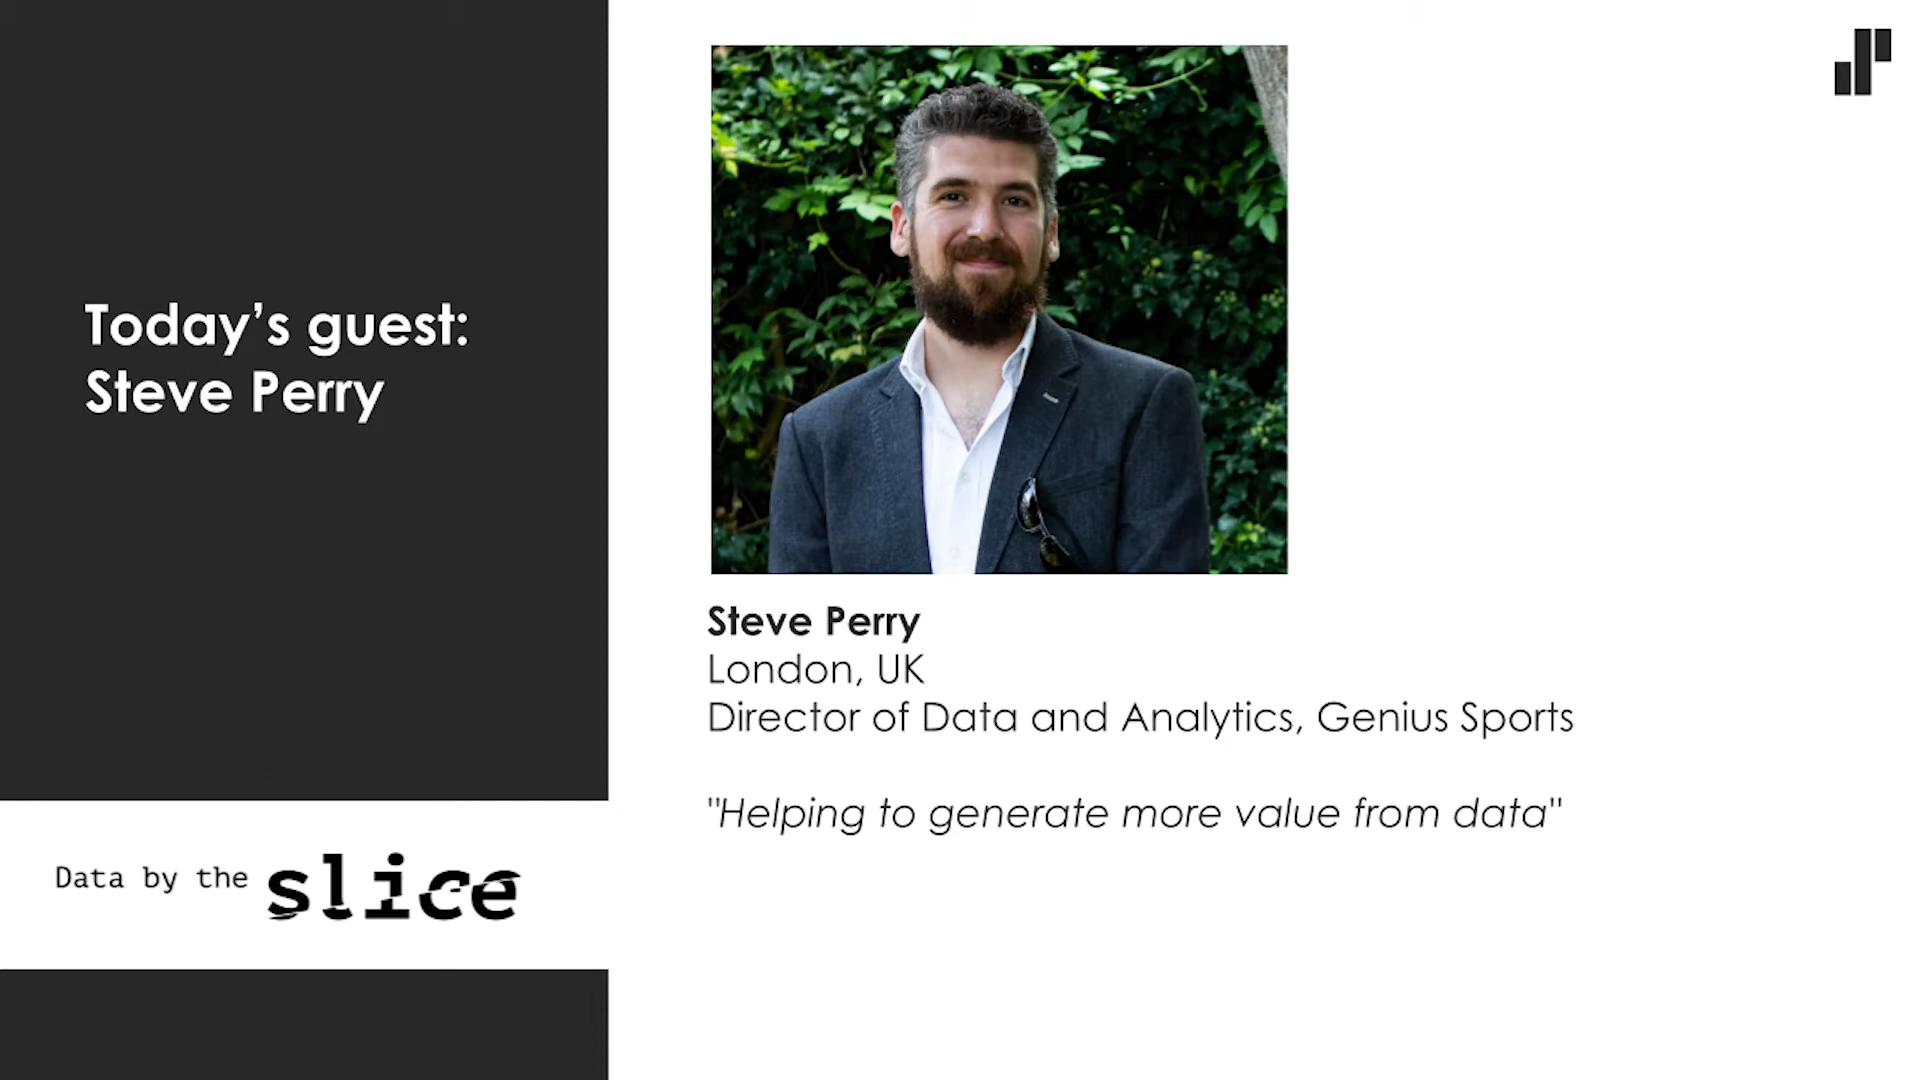 Today’s guest:
Steve Perry
Data by the slice
Steve Perry
London, UK
Director of Data and Analytics, Genius Sports
"Helping to generate more value from data"